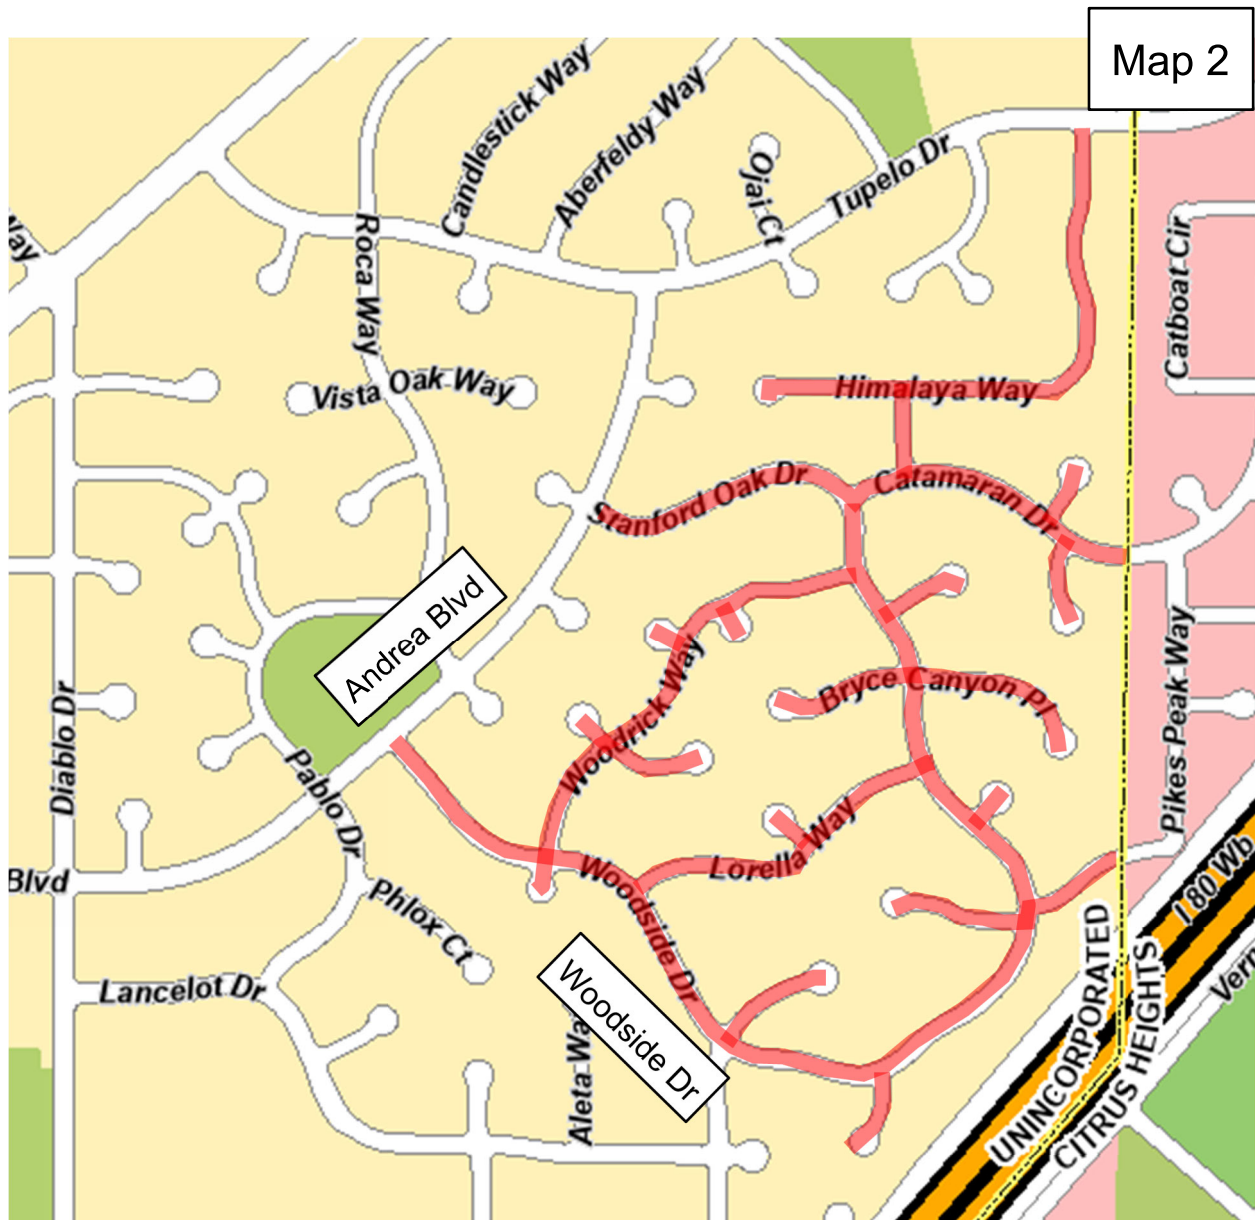 Map 2
Candlestick Way
Aberfeldy Way
Ojai Ct
Tupelo Dr
Way
Roca Way
Catboat Cir
Vista Oak Way
Himalaya Way
Stanford Oak Dr
Catamaran Dr
Andrea Blvd
Woodrick Way
Bryce Canyon Pl
Pikes Peak Way
Diablo Dr
Pablo Dr
Lorella Way
Blvd
Phlox Ct
Woodside Dr
I 80 Wb
Lancelot Dr
Woodside Dr
Aleta Wa
UNINCORPORATED
CITRUS HEIGHTS
Vern